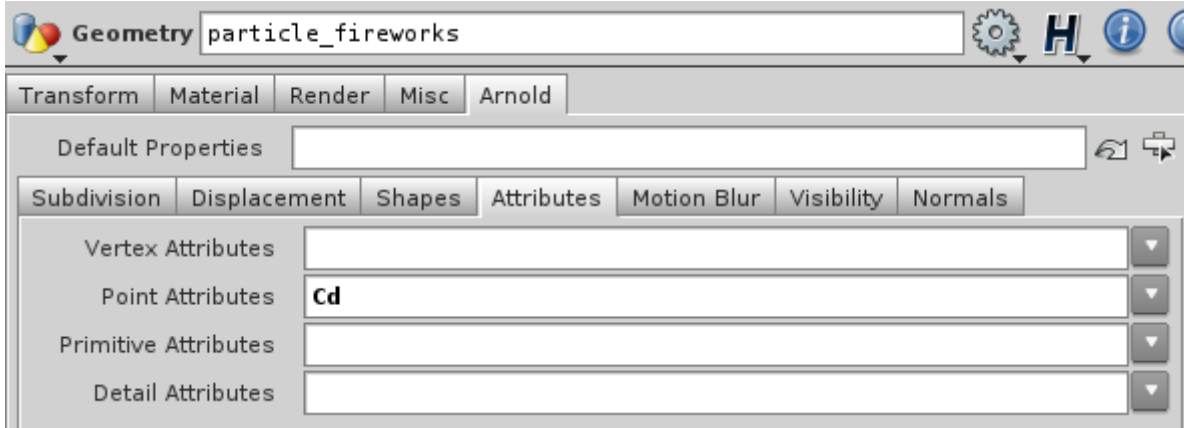 Geometry particle_fireworks
Transform Material Render Misc Arnold
Default Properties
Subdivision Displacement Shapes Attributes Motion Blur Visibility Normals
Vertex Attributes
Point Attributes Cd
Primitive Attributes
Detail Attributes